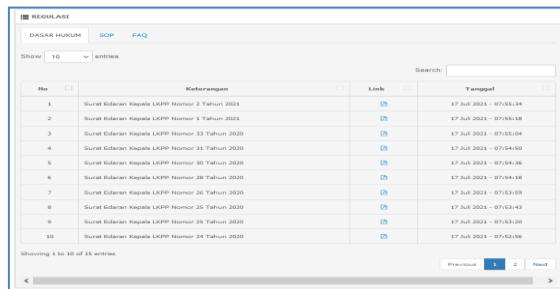 REGULASI
DASAR HUKUM SOP FAQ
Show 10 entries
Search:
No Keterangan Link Tanggal
1 Surat Edaran Kepala LKPP Nomor 2 Tahun 2021 17 Juli 2021 - 07:55:34
2 Surat Edaran Kepala LKPP Nomor 1 Tahun 2021 17 Juli 2021 - 07:55:18
3 Surat Edaran Kepala LKPP Nomor 33 Tahun 2020 17 Juli 2021 - 07:55:04
4 Surat Edaran Kepala LKPP Nomor 31 Tahun 2020 17 Juli 2021 - 07:54:50
5 Surat Edaran Kepala LKPP Nomor 30 Tahun 2020 17 Juli 2021 - 07:54:36
6 Surat Edaran Kepala LKPP Nomor 28 Tahun 2020 17 Juli 2021 - 07:54:18
7 Surat Edaran Kepala LKPP Nomor 26 Tahun 2020 17 Juli 2021 - 07:53:59
8 Surat Edaran Kepala LKPP Nomor 25 Tahun 2020 17 Juli 2021 - 07:53:43
9 Surat Edaran Kepala LKPP Nomor 25 Tahun 2020 17 Juli 2021 - 07:53:20
10 Surat Edaran Kepala LKPP Nomor 24 Tahun 2020 17 Juli 2021 - 07:52:56
Showing 1 to 10 of 15 entries
Previous 1 2 Next